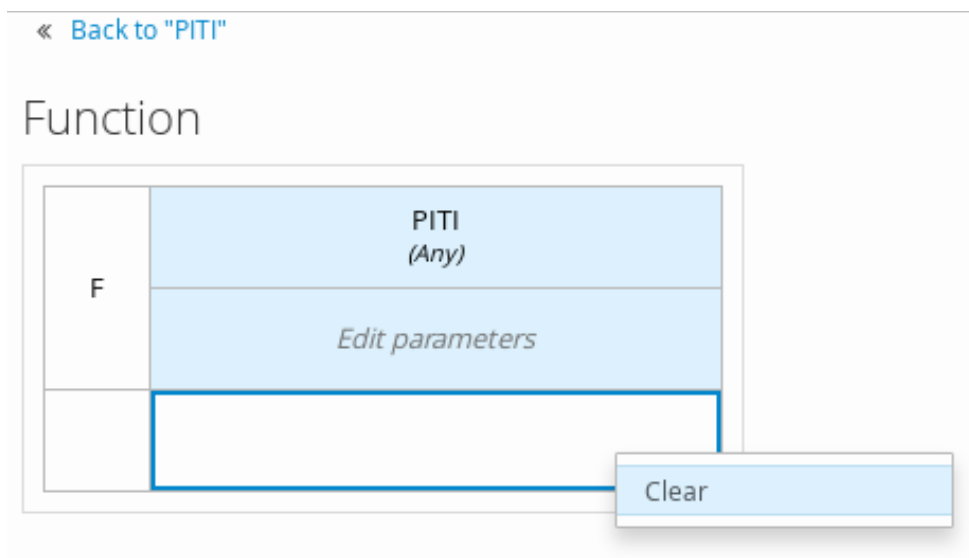 « Back to "PITI"
Function
PITI
(Any)
F
Edit parameters
Clear